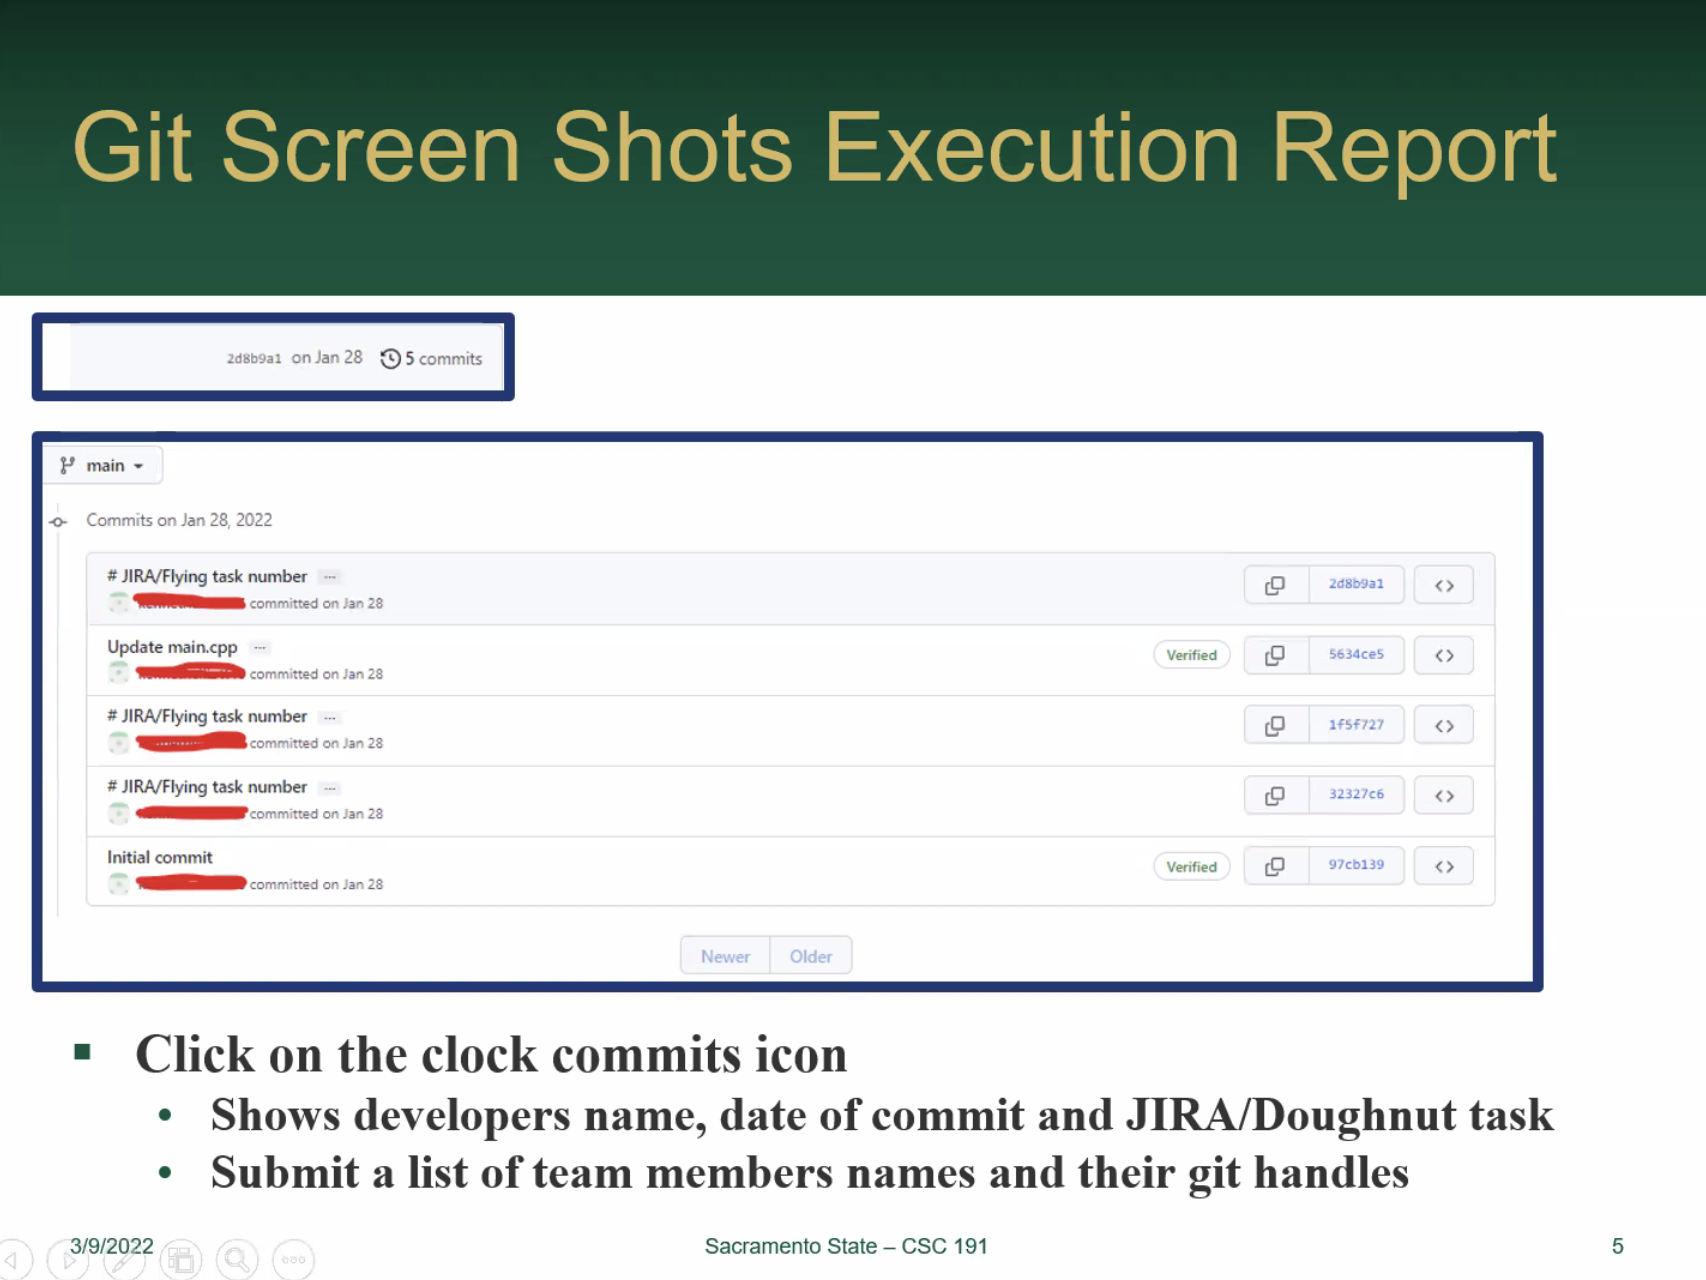 Git Screen Shots Execution Report
2d8b9a1 on Jan 28 5 commits
main
Commits on Jan 28, 2022
# JIRA/Flying task number ...
committed on Jan 28
2d8b9a1
Update main.cpp ...
committed on Jan 28
Verified
5634ce5
# JIRA/Flying task number ...
committed on Jan 28
1f5f727
# JIRA/Flying task number ...
committed on Jan 28
32327c6
Initial commit
committed on Jan 28
Verified
97cb139
Newer Older
Click on the clock commits icon
Shows developers name, date of commit and JIRA/Doughnut task
Submit a list of team members names and their git handles
3/9/2022 Sacramento State – CSC 191 5